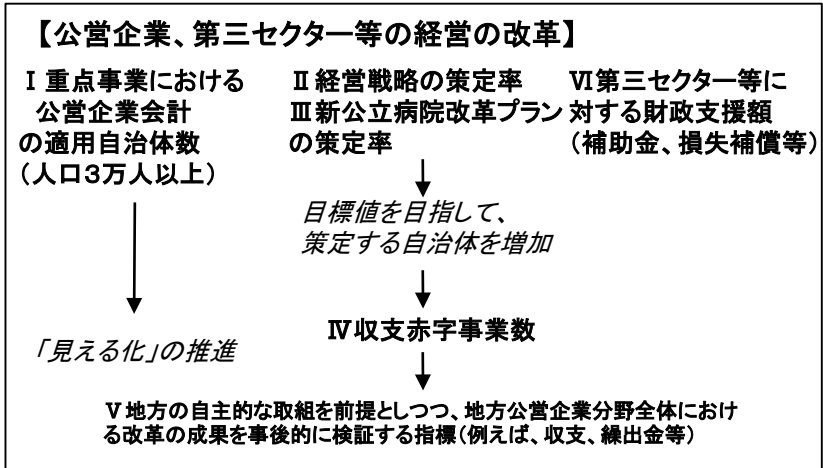 【公営企業、第三セクター等の経営の改革】
Ⅰ 重点事業における
公営企業会計
の適用自治体数
（人口３万人以上）
Ⅱ 経営戦略の策定率
Ⅲ新公立病院改革プラン
の策定率
Ⅵ第三セクター等に
対する財政支援額
（補助金、損失補償等）
目標値を目指して、
策定する自治体を増加
Ⅳ収支赤字事業数
「見える化」の推進
Ⅴ地方の自主的な取組を前提としつつ、地方公営企業分野全体におけ
る改革の成果を事後的に検証する指標（例えば、収支、繰出金等）